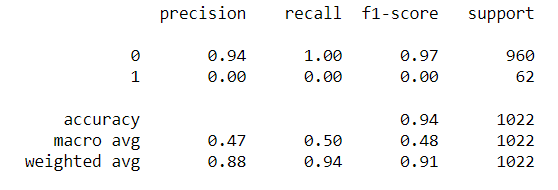 precision recall f1-score support
0 0.94 1.00 0.97 960
1 0.00 0.00 0.00 62
accuracy 0.94 1022
macro avg 0.47 0.50 0.48 1022
weighted avg 0.88 0.94 0.91 1022